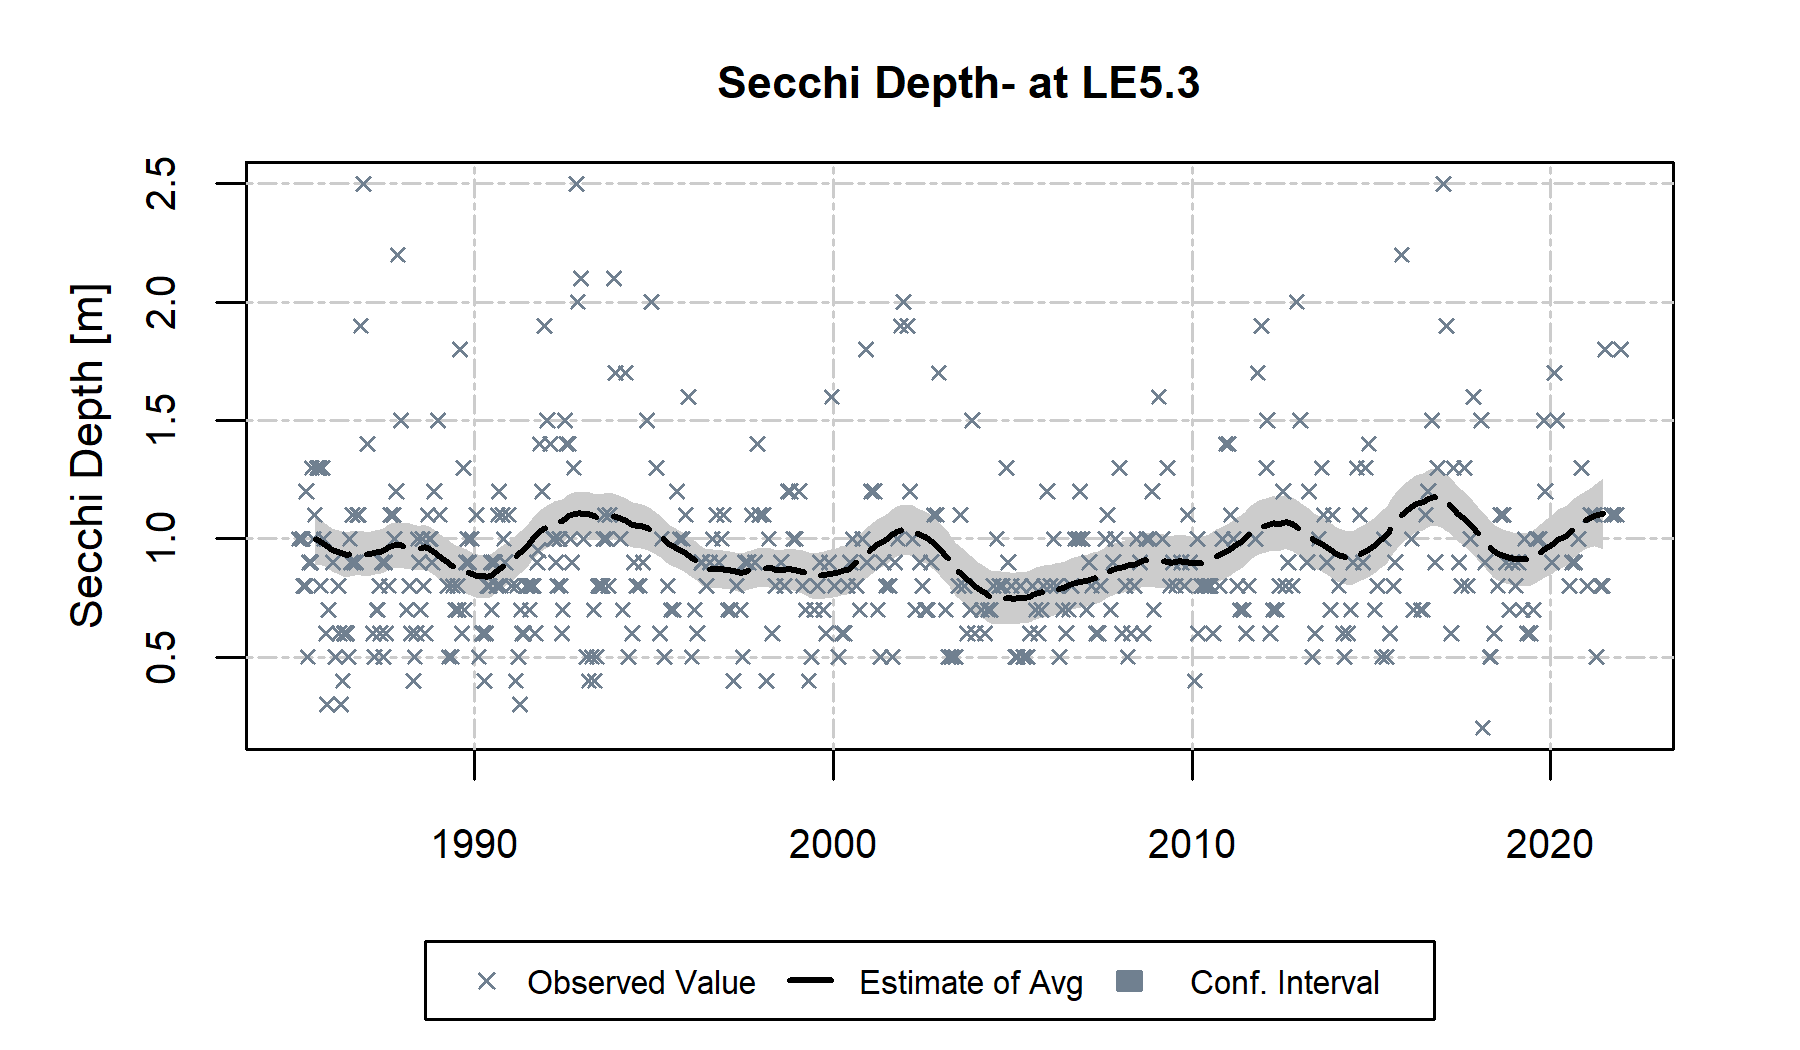 Secchi Depth- at LE5.3
Secchi Depth [m]
2.5
2.0
1.5
1.0
0.5
1990 2000 2010 2020
Observed Value Estimate of Avg Conf. Interval